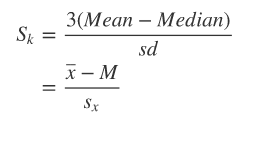 Sₖ = 3(Mean − Median) / sd
= x̄ − M / sₓ